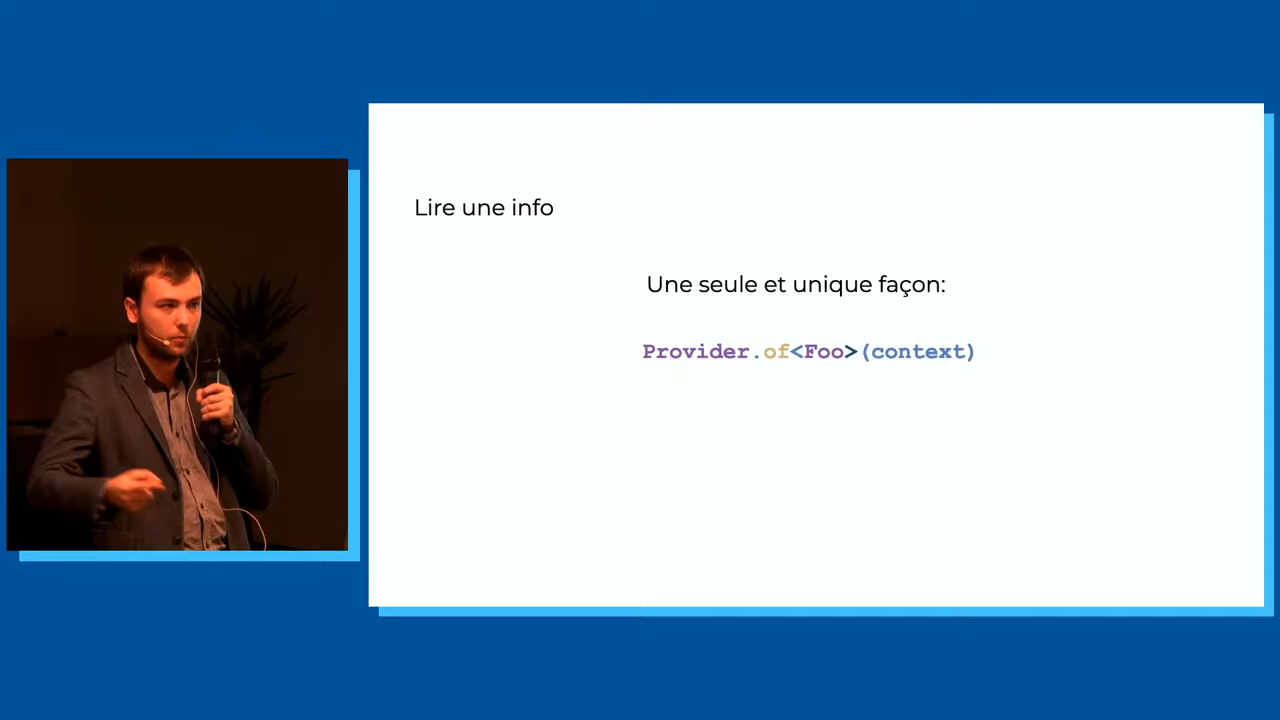 Lire une info
Une seule et unique façon:
Provider.of<Foo>(context)